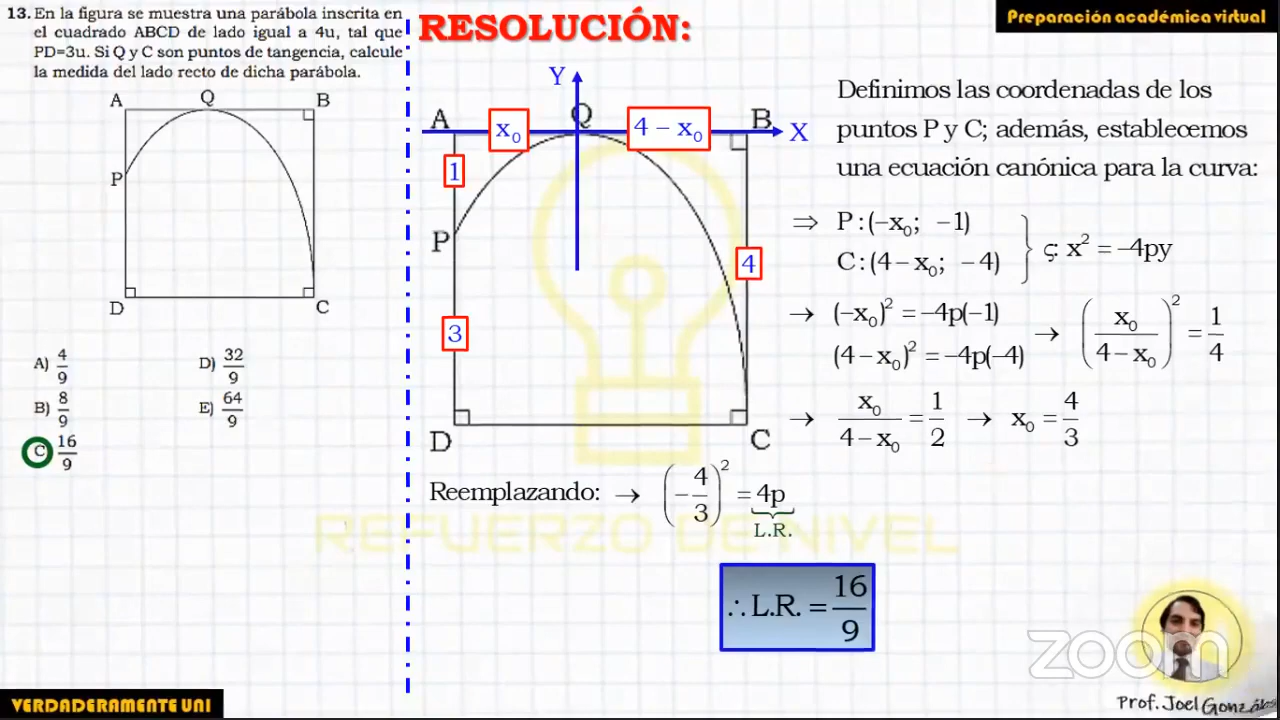 Preparación académica virtual
13. En la figura se muestra una parábola inscrita en
el cuadrado ABCD de lado igual a 4u, tal que
PD=3u. Si Q y C son puntos de tangencia, calcule
la medida del lado recto de dicha parábola.
A Q B
P
D C
A) 4/9 D) 32/9
B) 8/9 E) 64/9
C) 16/9
RESOLUCIÓN:
Y
A x₀ Q 4 – x₀ B X
1
P
4
3
D C
Definimos las coordenadas de los
puntos P y C; además, establecemos
una ecuación canónica para la curva:
⇒ P : (–x₀; –1)
C : (4 – x₀; – 4) } ς: x² = –4py
→ (–x₀)² = –4p(–1)
(4 – x₀)² = –4p(–4) → (x₀/(4 – x₀))² = 1/4
→ x₀/(4 – x₀) = 1/2 → x₀ = 4/3
Reemplazando: → (–4/3)² = 4p
L.R.
∴ L.R. = 16/9
REFUERZO DE NIVEL
zoom
Prof. Joel González
VERDADERAMENTE UNI